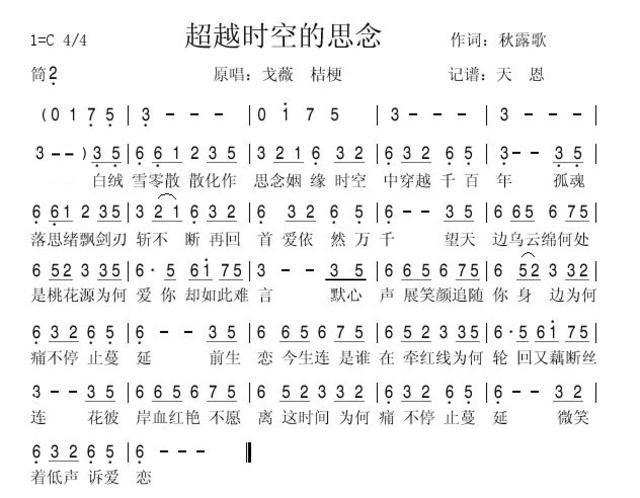 超越时空的思念
1=C 4/4 作词：秋露歌
筒2 原唱：戈薇 桔梗 记谱：天 恩
(0 1 7 5 | 3 - - - | 0 1 7 5 | 3 - - - | 3 - - - |
3 - - ) 3 5 | 6 6 1 2 3 5 | 3 2 1 6 3 2 | 6 3 2 6 5 | 3 - - 3 5 |
白绒 雪零散 散化作 思念姻 缘 时空 中穿越 千 百 年 孤魂
6 6 1 2 3 5 | 3 2 1 6 3 2 | 6 3 2 6 7 | 6 - - 3 5 | 6 6 5 6 7 5 |
落思绪飘剑刃 斩不 断 再回 首 爱依 然 万 千 望天 边乌云绵何处
6 5 2 3 3 5 | 6 · 5 6 1 7 5 | 3 - - 3 5 | 6 6 5 6 7 5 | 6 5 2 3 3 2 |
是桃花源为何 爱 你 却如此难 言 默心 声 展笑颜追随 你 身 边为何
6 3 2 6 5 | 6 - - 3 5 | 6 6 5 6 7 5 | 6 5 2 3 3 5 | 6 · 5 6 1 7 5 |
痛不停 止蔓 延 前生 恋 今生连 是谁 在 牵红线为何 轮 回又藕断丝
3 - - 3 5 | 6 6 5 6 7 5 | 6 5 2 3 3 2 | 6 3 2 6 5 | 6 - - 3 2 |
连 花彼 岸血红艳 不愿 离 这时间 为何 痛 不停 止蔓 延 微笑
6 3 2 6 5 | 6 - - -
着低声 诉爱 恋